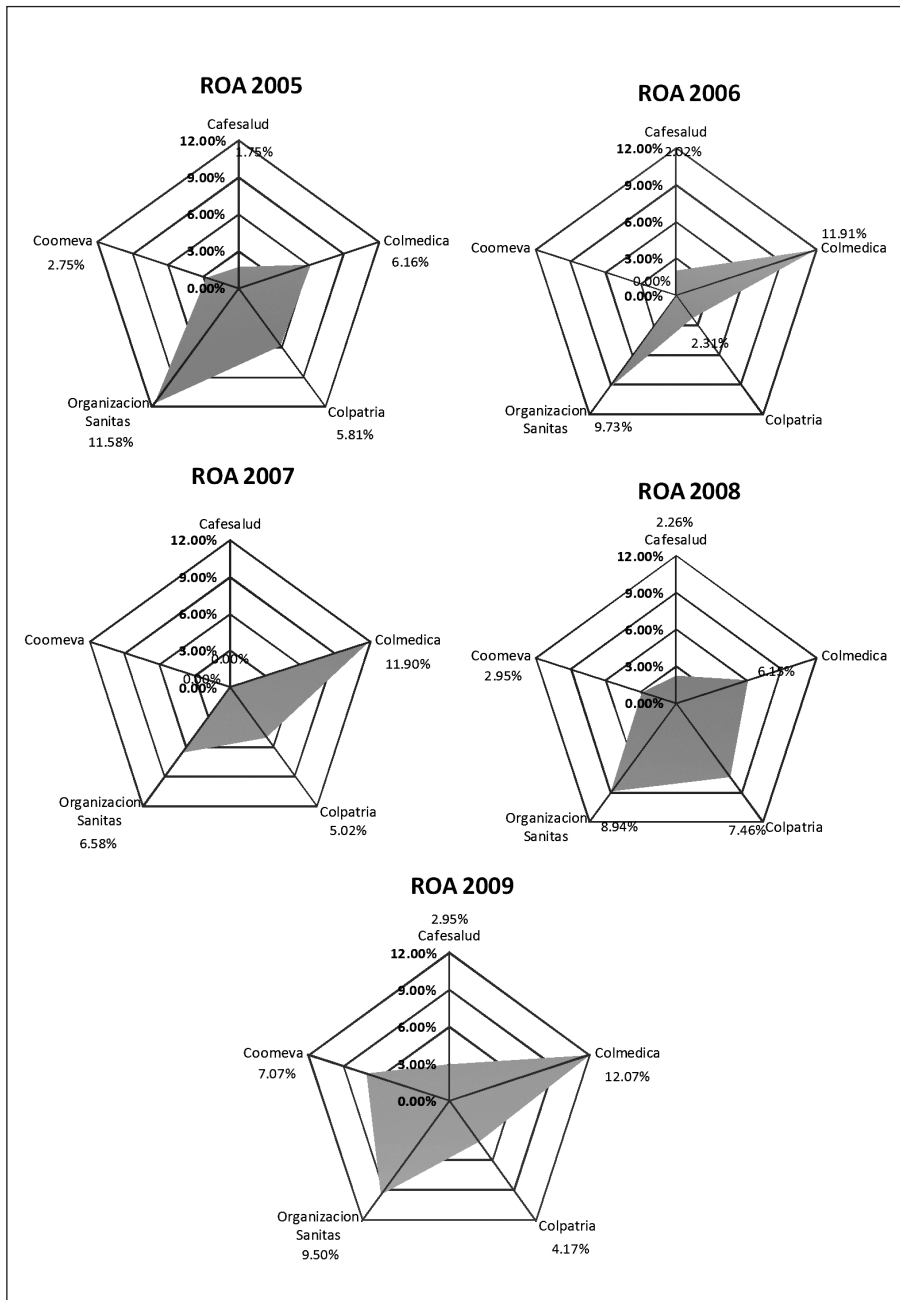 ROA 2005
Cafesalud
12.00%
1.75%
9.00%
6.00%
3.00%
0.00%
Coomeva
2.75%
Colmedica
6.16%
Organizacion
Sanitas
11.58%
Colpatria
5.81%
ROA 2006
Cafesalud
12.00%
2.02%
9.00%
6.00%
3.00%
0.00%
0.00%
Coomeva
11.91%
Colmedica
2.31%
Organizacion
Sanitas
9.73%
Colpatria
ROA 2007
Cafesalud
12.00%
9.00%
6.00%
3.00%
0.00%
0.00%
0.00%
Coomeva
Colmedica
11.90%
Organizacion
Sanitas
6.58%
Colpatria
5.02%
ROA 2008
2.26%
Cafesalud
12.00%
9.00%
6.00%
3.00%
0.00%
Coomeva
2.95%
Colmedica
6.15%
Organizacion
Sanitas
8.94%
7.46%
Colpatria
ROA 2009
2.95%
Cafesalud
12.00%
9.00%
6.00%
3.00%
0.00%
Coomeva
7.07%
Colmedica
12.07%
Organizacion
Sanitas
9.50%
Colpatria
4.17%